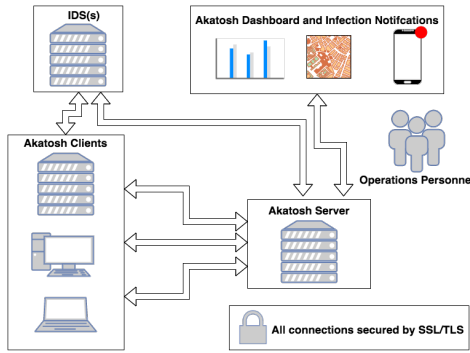 IDS(s)
Akatosh Dashboard and Infection Notifcations
Akatosh Clients
Operations Personne
Akatosh Server
All connections secured by SSL/TLS